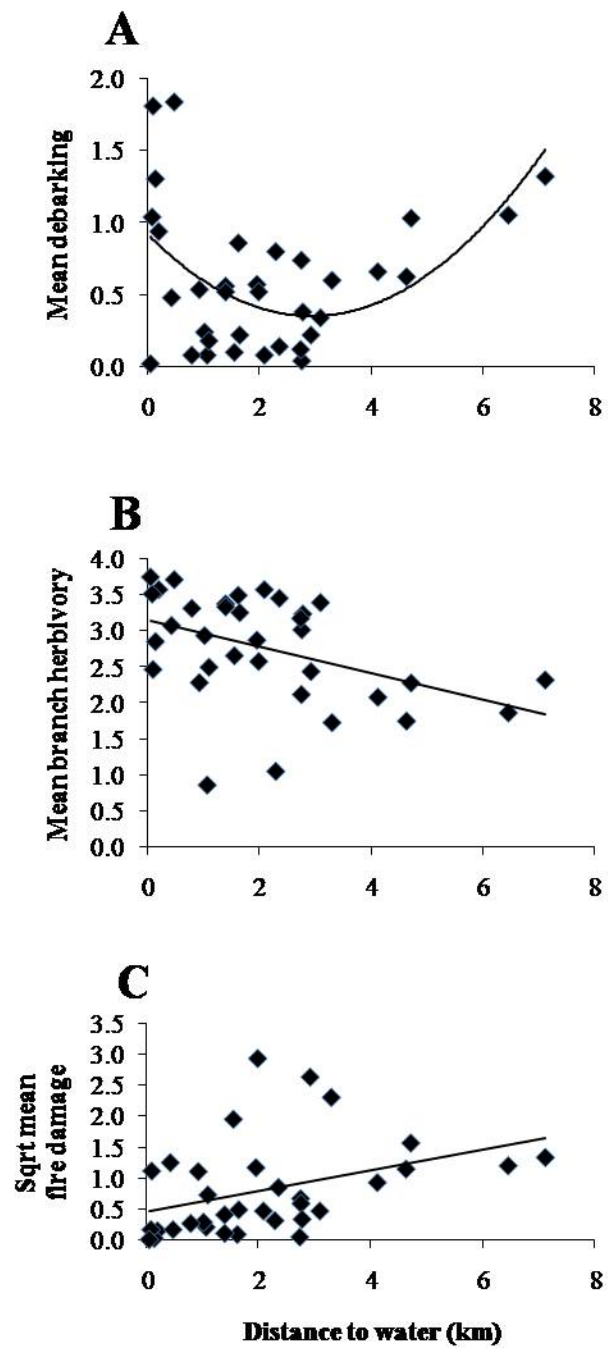 A
Mean debarking
2.0
1.5
1.0
0.5
0.0
0 2 4 6 8
B
Mean branch herbivory
4.0
3.5
3.0
2.5
2.0
1.5
1.0
0.5
0.0
0 2 4 6 8
C
Sqrt mean
fire damage
3.5
3.0
2.5
2.0
1.5
1.0
0.5
0.0
0 2 4 6 8
Distance to water (km)